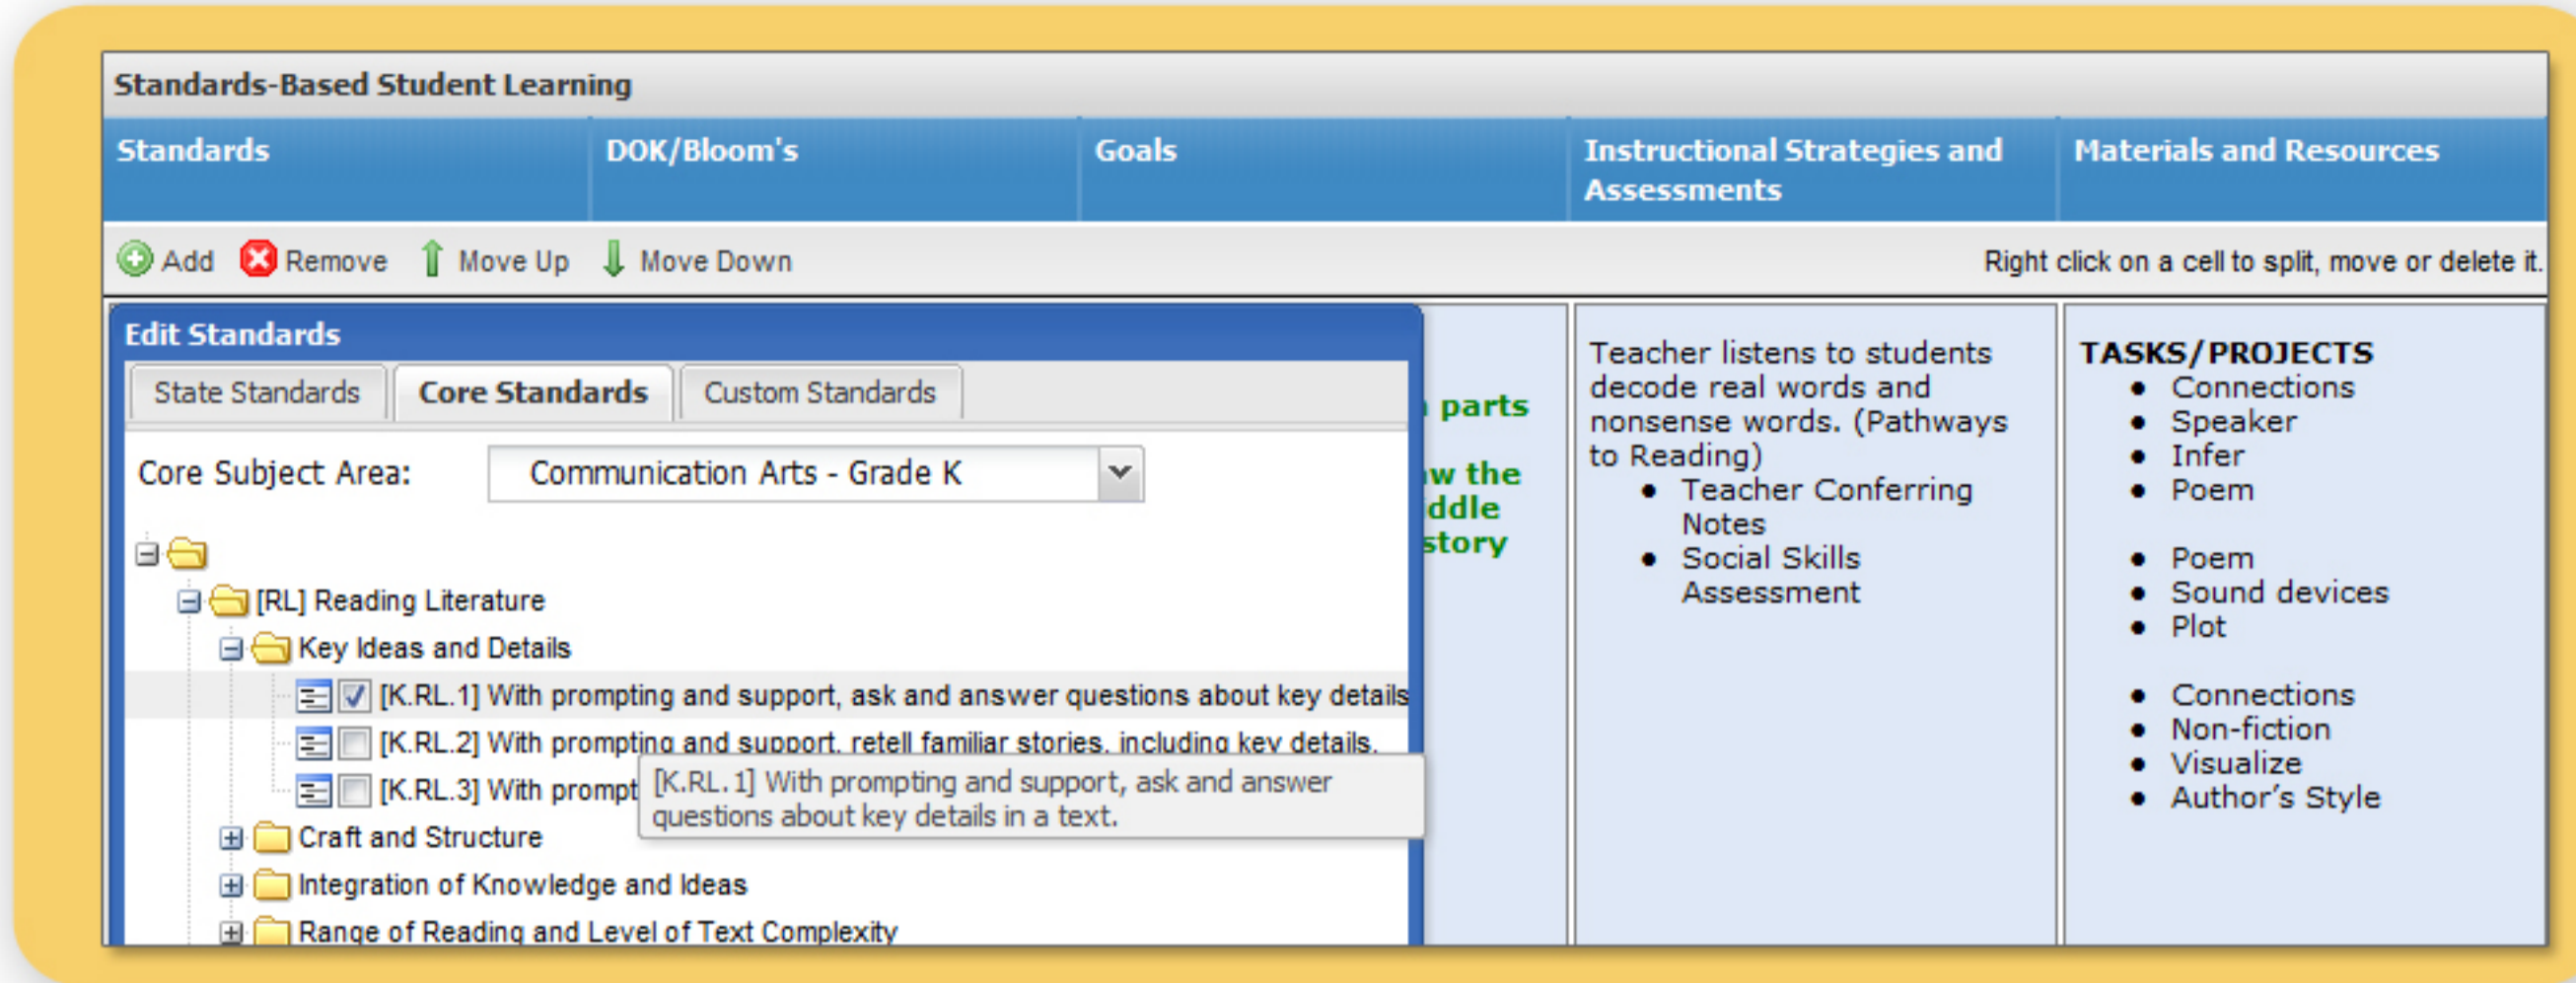 Standards-Based Student Learning
Standards
DOK/Bloom's
Goals
Instructional Strategies and
Assessments
Materials and Resources
Add Remove Move Up Move Down
Right click on a cell to split, move or delete it.
Edit Standards
State Standards Core Standards Custom Standards
Core Subject Area: Communication Arts - Grade K
[RL] Reading Literature
Key Ideas and Details
[K.RL.1] With prompting and support, ask and answer questions about key details
[K.RL.2] With prompting and support, retell familiar stories, including key details.
[K.RL.3] With prompt
[K.RL.1] With prompting and support, ask and answer
questions about key details in a text.
Craft and Structure
Integration of Knowledge and Ideas
Range of Reading and Level of Text Complexity
parts
w the
iddle
story
Teacher listens to students
decode real words and
nonsense words. (Pathways
to Reading)
• Teacher Conferring
Notes
• Social Skills
Assessment
TASKS/PROJECTS
• Connections
• Speaker
• Infer
• Poem
• Poem
• Sound devices
• Plot
• Connections
• Non-fiction
• Visualize
• Author's Style